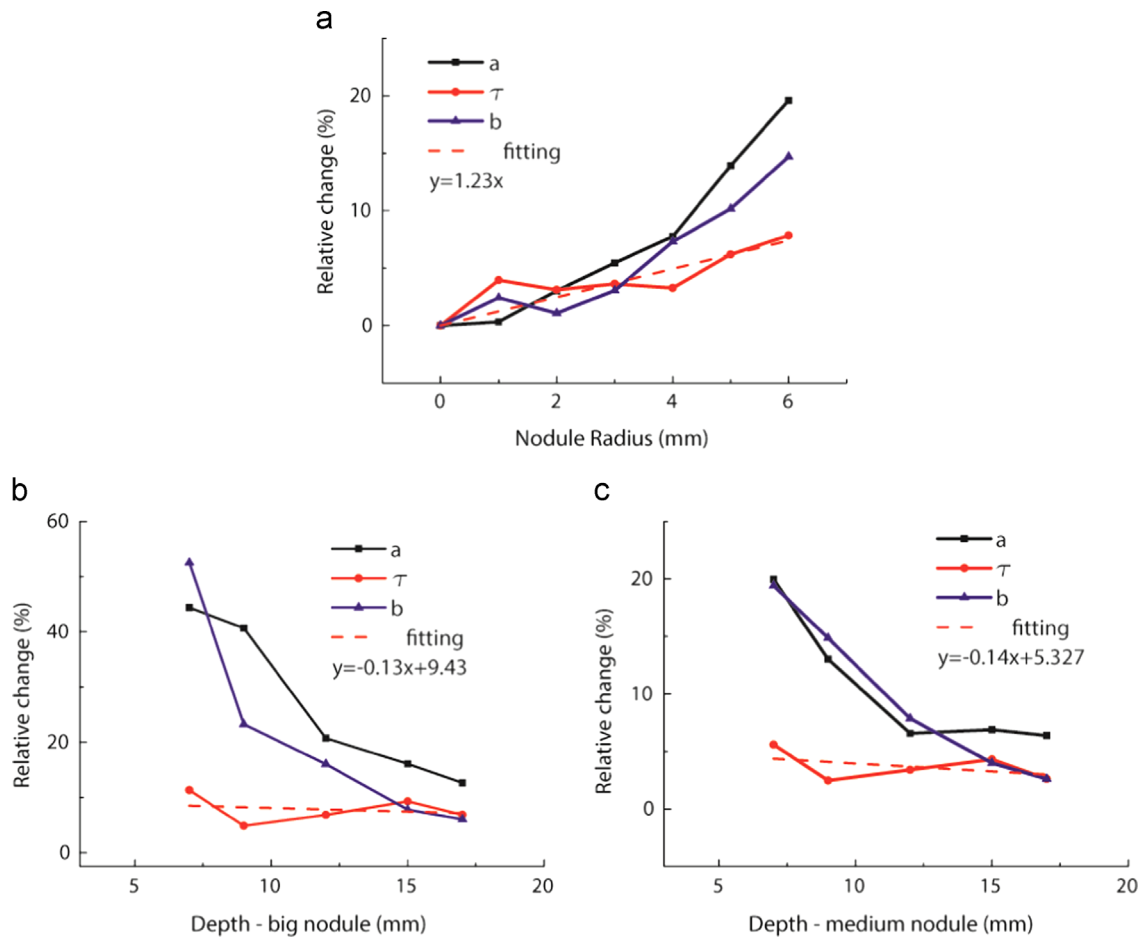 a
Relative change (%)
20
10
0
a
τ
b
fitting
y=1.23x
0 2 4 6
Nodule Radius (mm)
b
Relative change (%)
60
40
20
0
a
τ
b
fitting
y=-0.13x+9.43
5 10 15 20
Depth - big nodule (mm)
c
Relative change (%)
20
10
0
a
τ
b
fitting
y=-0.14x+5.327
5 10 15 20
Depth - medium nodule (mm)